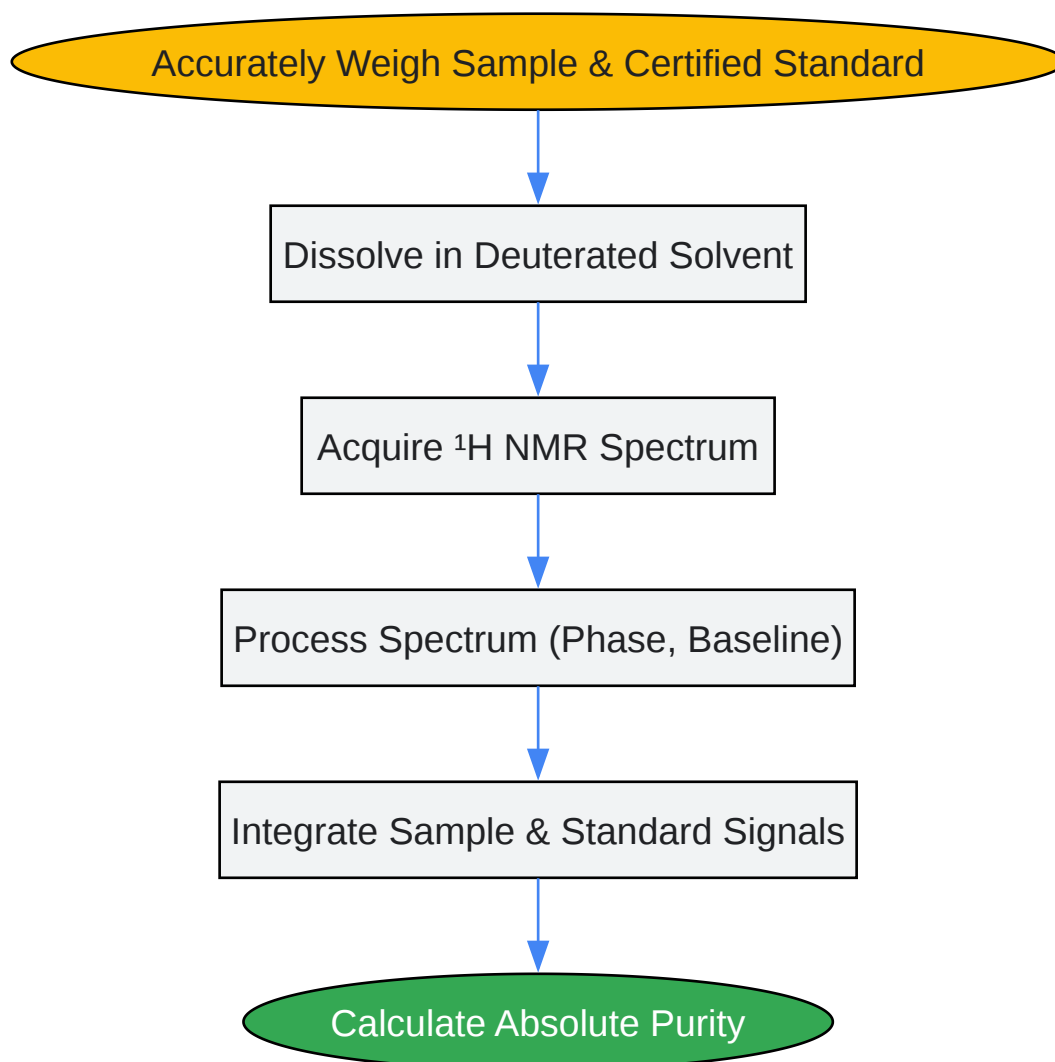 Accurately Weigh Sample & Certified Standard
Dissolve in Deuterated Solvent
Acquire ¹H NMR Spectrum
Process Spectrum (Phase, Baseline)
Integrate Sample & Standard Signals
Calculate Absolute Purity